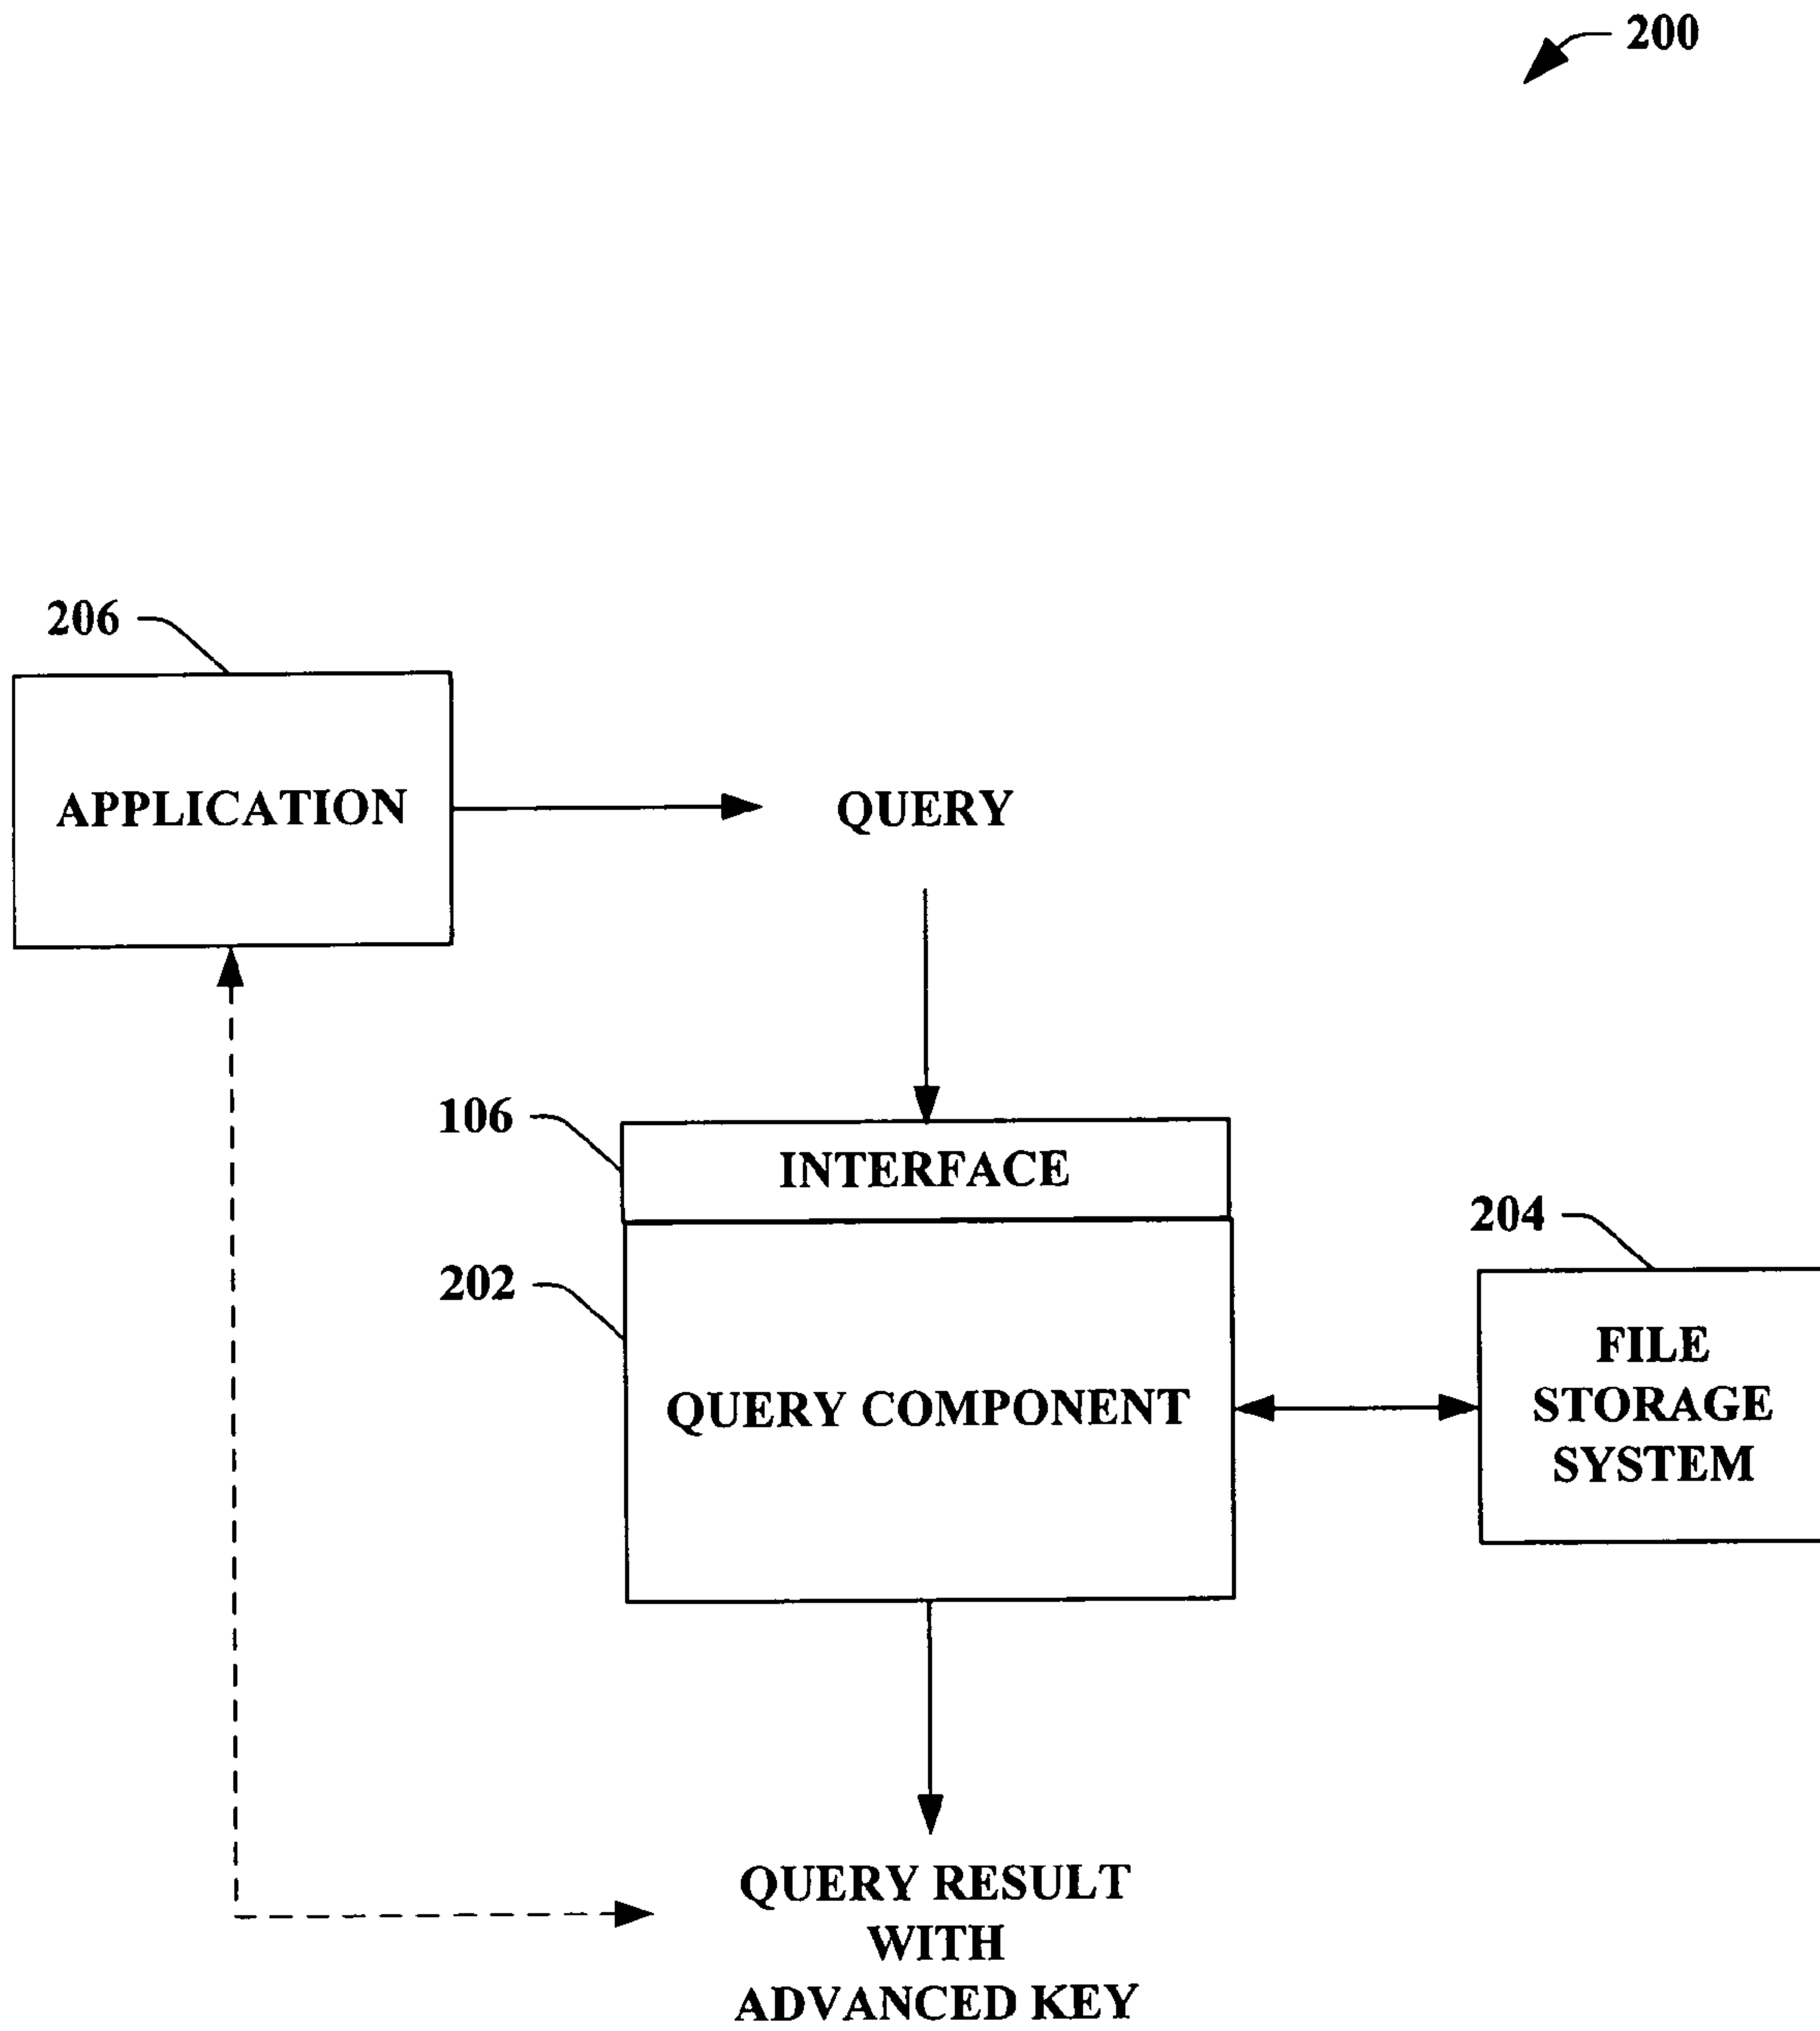 200
206
APPLICATION
QUERY
106
INTERFACE
204
202
FILE
STORAGE
SYSTEM
QUERY COMPONENT
QUERY RESULT
WITH
ADVANCED KEY